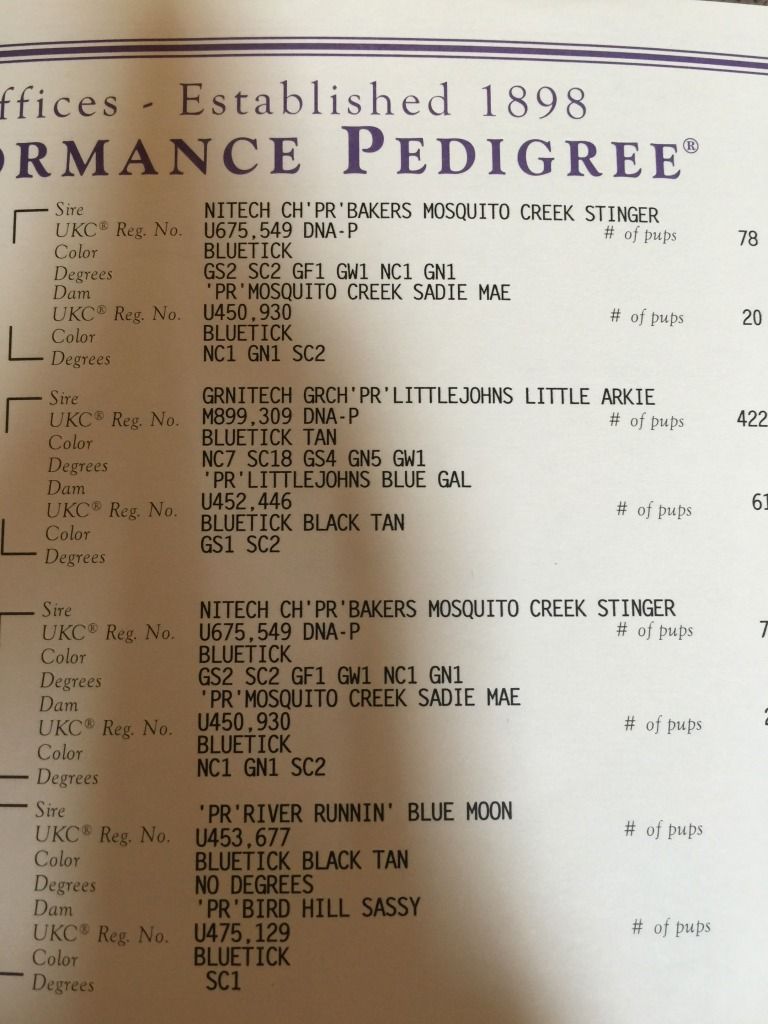 ffices - Established 1898
ORMANCE PEDIGREE®
Sire NITECH CH'PR'BAKERS MOSQUITO CREEK STINGER
UKC® Reg. No. U675,549 DNA-P # of pups 78
Color BLUETICK
Degrees GS2 SC2 GF1 GW1 NC1 GN1
Dam 'PR'MOSQUITO CREEK SADIE MAE
UKC® Reg. No. U450,930 # of pups 20
Color BLUETICK
Degrees NC1 GN1 SC2
Sire GRNITECH GRCH'PR'LITTLEJOHNS LITTLE ARKIE
UKC® Reg. No. M899,309 DNA-P # of pups 422
Color BLUETICK TAN
Degrees NC7 SC18 GS4 GN5 GW1
Dam 'PR'LITTLEJOHNS BLUE GAL
UKC® Reg. No. U452,446 # of pups 61
Color BLUETICK BLACK TAN
Degrees GS1 SC2
Sire NITECH CH'PR'BAKERS MOSQUITO CREEK STINGER
UKC® Reg. No. U675,549 DNA-P # of pups 7
Color BLUETICK
Degrees GS2 SC2 GF1 GW1 NC1 GN1
Dam 'PR'MOSQUITO CREEK SADIE MAE
UKC® Reg. No. U450,930 # of pups 2
Color BLUETICK
Degrees NC1 GN1 SC2
Sire 'PR'RIVER RUNNIN' BLUE MOON
UKC® Reg. No. U453,677 # of pups
Color BLUETICK BLACK TAN
Degrees NO DEGREES
Dam 'PR'BIRD HILL SASSY
UKC® Reg. No. U475,129 # of pups
Color BLUETICK
Degrees SC1